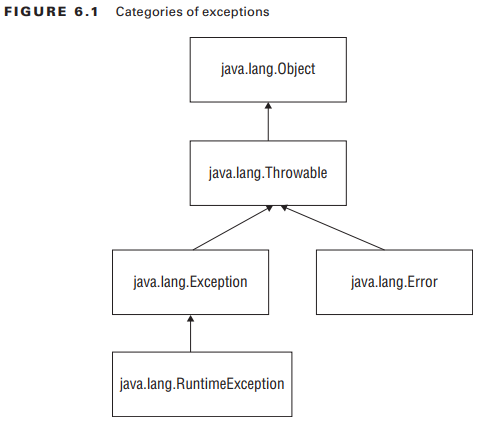 FIGURE 6.1 Categories of exceptions
java.lang.Object
java.lang.Throwable
java.lang.Exception java.lang.Error
java.lang.RuntimeException